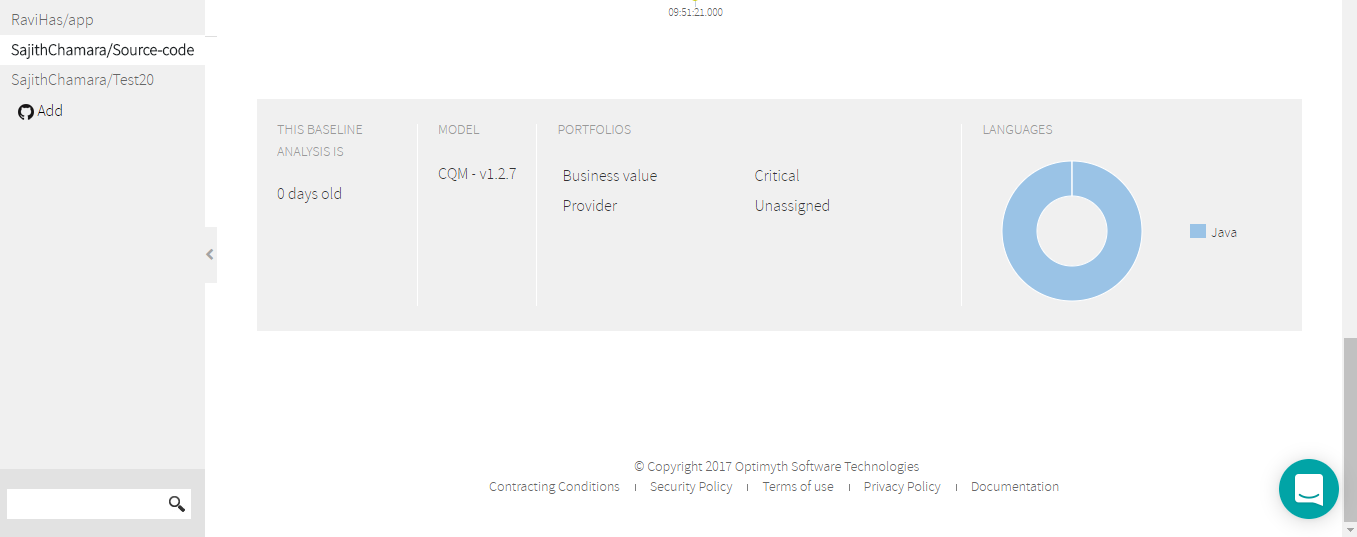 RaviHas/app
SajithChamara/Source-code
SajithChamara/Test20
Add
09:51:21.000
THIS BASELINE
ANALYSIS IS
0 days old
MODEL
CQM - v1.2.7
PORTFOLIOS
Business value Critical
Provider Unassigned
LANGUAGES
Java
© Copyright 2017 Optimyth Software Technologies
Contracting Conditions Security Policy Terms of use Privacy Policy Documentation